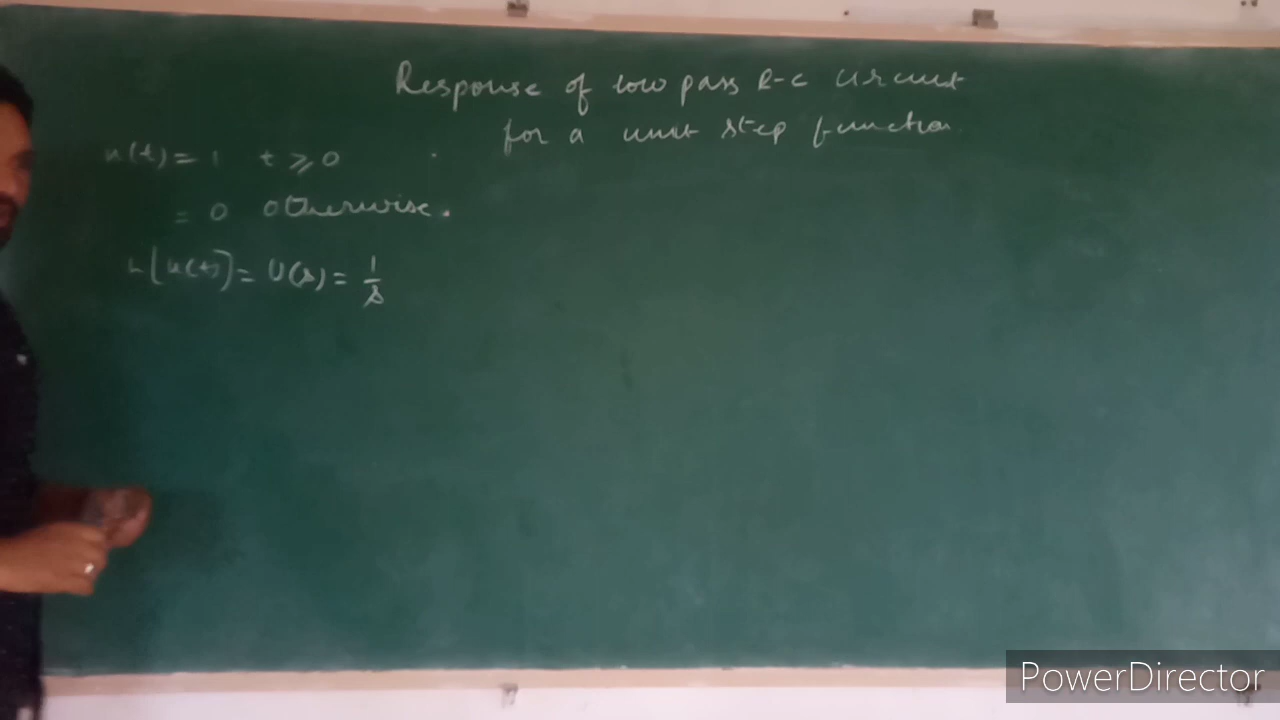 Response of low pass R-C circuit
for a unit step function
u(t) = 1 t ≥ 0
= 0 otherwise.
L[u(t)] = U(s) = 1/s
PowerDirector